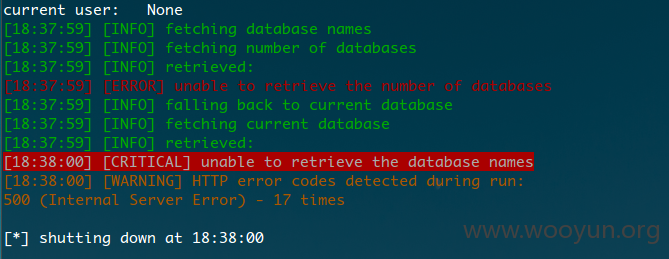 current user:   None
[18:37:59] [INFO] fetching database names
[18:37:59] [INFO] fetching number of databases
[18:37:59] [INFO] retrieved:
[18:37:59] [ERROR] unable to retrieve the number of databases
[18:37:59] [INFO] falling back to current database
[18:37:59] [INFO] fetching current database
[18:37:59] [INFO] retrieved:
[18:38:00] [CRITICAL] unable to retrieve the database names
[18:38:00] [WARNING] HTTP error codes detected during run:
500 (Internal Server Error) - 17 times
[*] shutting down at 18:38:00
www.wooyun.org